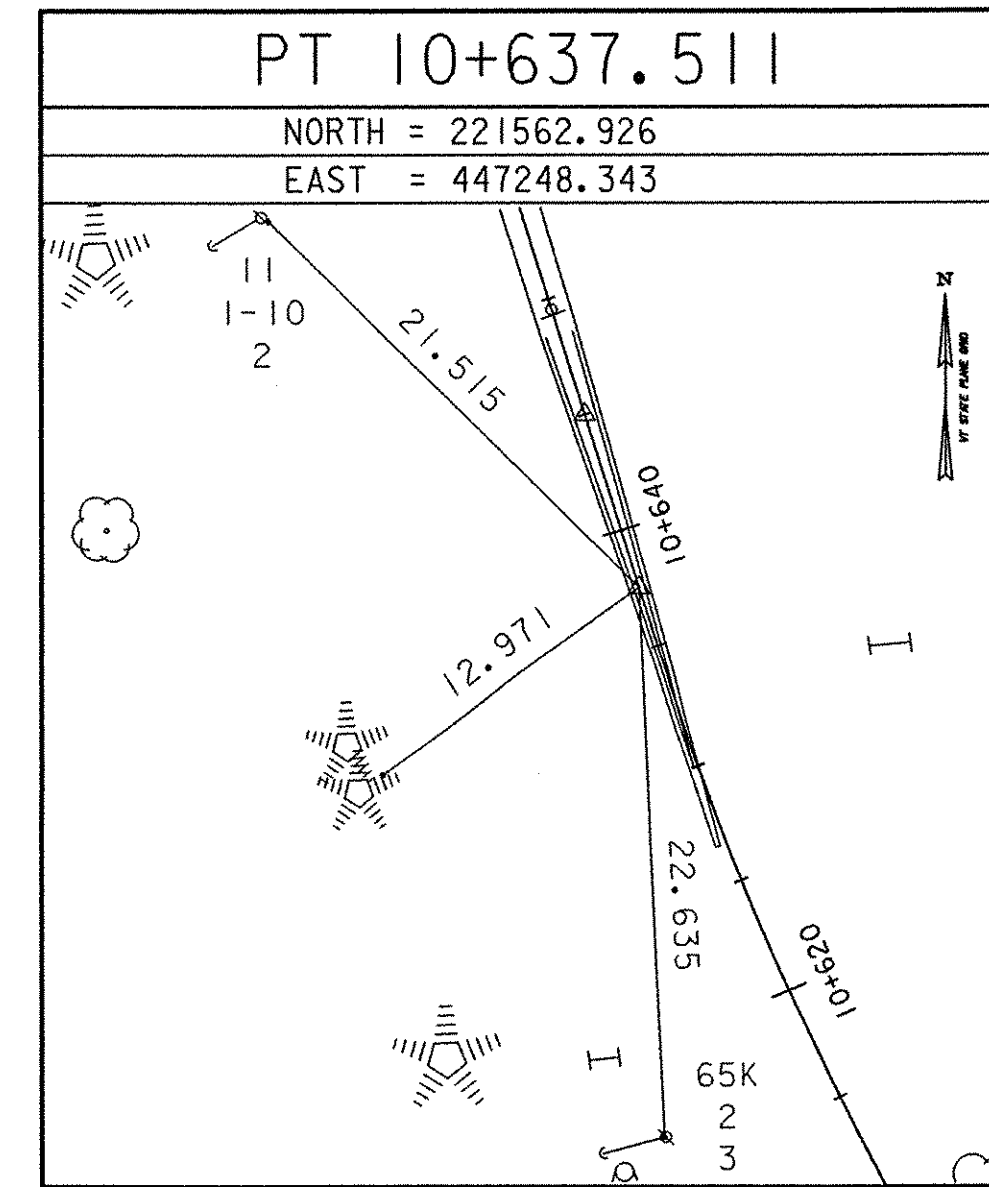 PT 10+637.511
NORTH = 221562.926
EAST = 447248.343
11
1-10
2
21.515
N
VT STATE PLANE GRID
10+640
12.971
22.635
10+620
65K
2
3